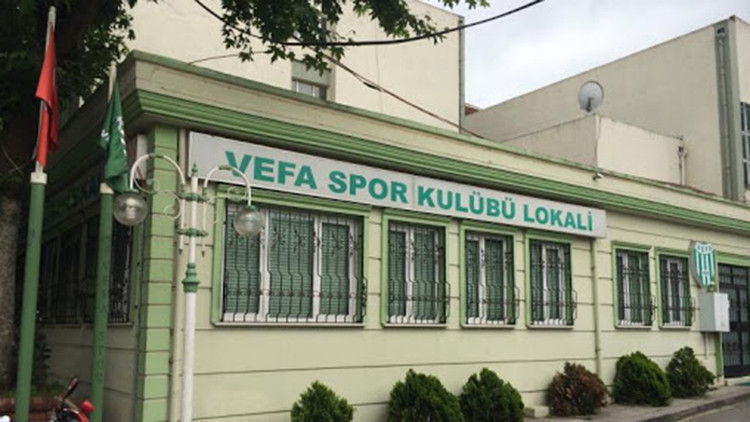 VEFA SPOR KULÜBÜ LOKALİ